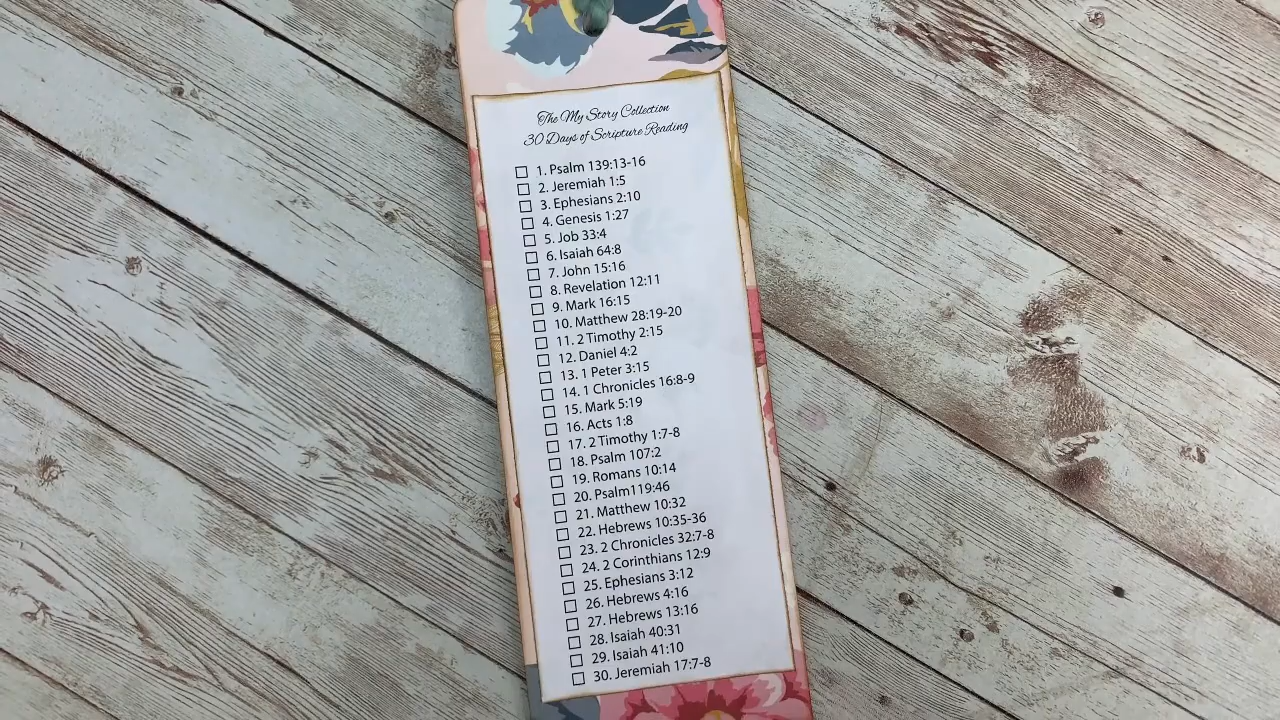 The My Story Collection
30 Days of Scripture Reading
1. Psalm 139:13-16
2. Jeremiah 1:5
3. Ephesians 2:10
4. Genesis 1:27
5. Job 33:4
6. Isaiah 64:8
7. John 15:16
8. Revelation 12:11
9. Mark 16:15
10. Matthew 28:19-20
11. 2 Timothy 2:15
12. Daniel 4:2
13. 1 Peter 3:15
14. 1 Chronicles 16:8-9
15. Mark 5:19
16. Acts 1:8
17. 2 Timothy 1:7-8
18. Psalm 107:2
19. Romans 10:14
20. Psalm119:46
21. Matthew 10:32
22. Hebrews 10:35-36
23. 2 Chronicles 32:7-8
24. 2 Corinthians 12:9
25. Ephesians 3:12
26. Hebrews 4:16
27. Hebrews 13:16
28. Isaiah 40:31
29. Isaiah 41:10
30. Jeremiah 17:7-8